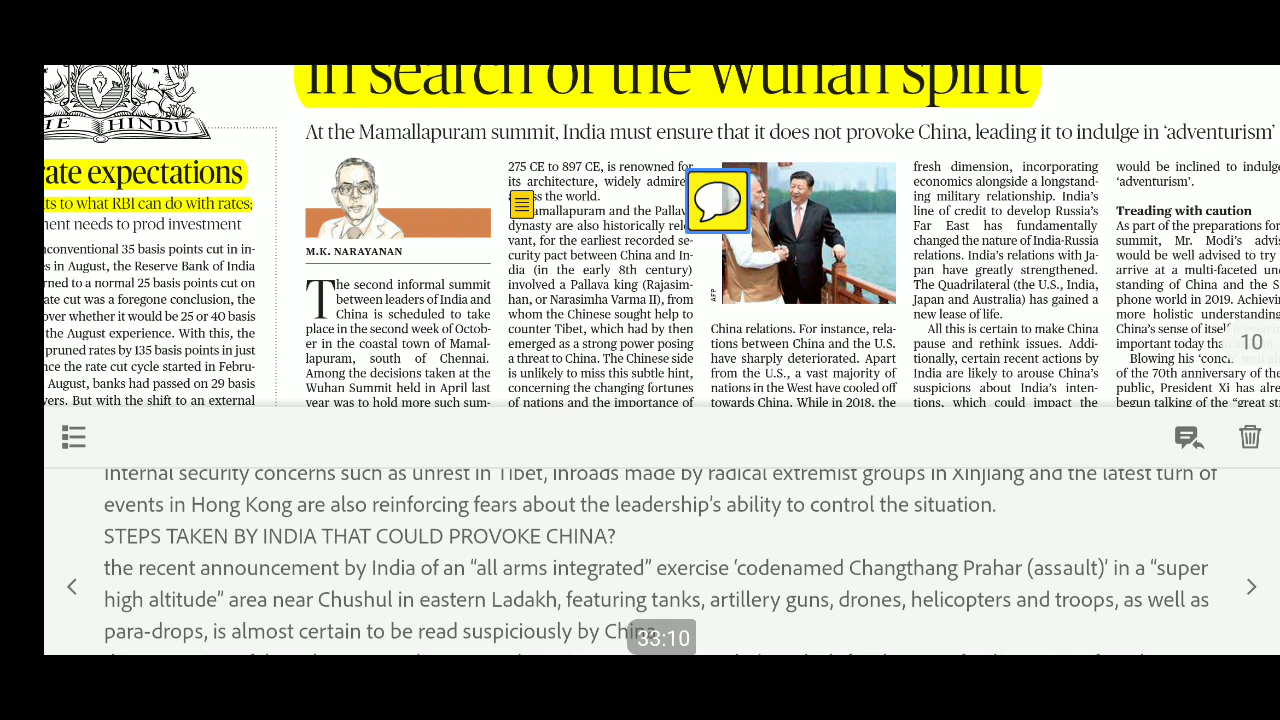 In search of the Wuhan spirit
THE HINDU
At the Mamallapuram summit, India must ensure that it does not provoke China, leading it to indulge in ‘adventurism’
rate expectations
to what RBI can do with rates;
needs to prod investment
35 basis points cut in in-
in August, the Reserve Bank of India
to a normal 25 basis points cut on
cut was a foregone conclusion, the
over whether it would be 25 or 40 basis
the August experience. With this, the
pruned rates by 135 basis points in just
the rate cut cycle started in Febru-
August, banks had passed on 29 basis
But with the shift to an external
M.K. NARAYANAN
The second informal summit
between leaders of India and
China is scheduled to take
place in the second week of Octob-
er in the coastal town of Mamal-
lapuram, south of Chennai.
Among the decisions taken at the
Wuhan Summit held in April last
year was to hold more such sum-
275 CE to 897 CE, is renowned for
its architecture, widely admired
the world.
and the Pallava
dynasty are also historically rele-
vant, for the earliest recorded se-
curity pact between China and In-
dia (in the early 8th century)
involved a Pallava king (Rajasim-
han, or Narasimha Varma II), from
whom the Chinese sought help to
counter Tibet, which had by then
emerged as a strong power posing
a threat to China. The Chinese side
is unlikely to miss this subtle hint,
concerning the changing fortunes
of nations and the importance of
AFP
China relations. For instance, rela-
tions between China and the U.S.
have sharply deteriorated. Apart
from the U.S., a vast majority of
nations in the West have cooled off
towards China. While in 2018, the
fresh dimension, incorporating
economics alongside a longstand-
ing military relationship. India’s
line of credit to develop Russia’s
Far East has fundamentally
changed the nature of India-Russia
relations. India’s relations with Ja-
pan have greatly strengthened.
The Quadrilateral (the U.S., India,
Japan and Australia) has gained a
new lease of life.
All this is certain to make China
pause and rethink issues. Addi-
tionally, certain recent actions by
India are likely to arouse China’s
suspicions about India’s inten-
tions, which could impact the
would be inclined to indulge
‘adventurism’.
Treading with caution
As part of the preparations for
summit, Mr. Modi’s
would be well advised to try
arrive at a multi-faceted
standing of China and the
phone world in 2019.
more holistic
China’s sense of itself
important today
Blowing his
of the 70th anniversary of the
public, President Xi has
begun talking of the “great
10
internal security concerns such as unrest in Tibet, inroads made by radical extremist groups in Xinjiang and the latest turn of
events in Hong Kong are also reinforcing fears about the leadership’s ability to control the situation.
STEPS TAKEN BY INDIA THAT COULD PROVOKE CHINA?
the recent announcement by India of an “all arms integrated” exercise ‘codenamed Changthang Prahar (assault)’ in a “super
high altitude” area near Chushul in eastern Ladakh, featuring tanks, artillery guns, drones, helicopters and troops, as well as
para-drops, is almost certain to be read suspiciously by China.
33:10